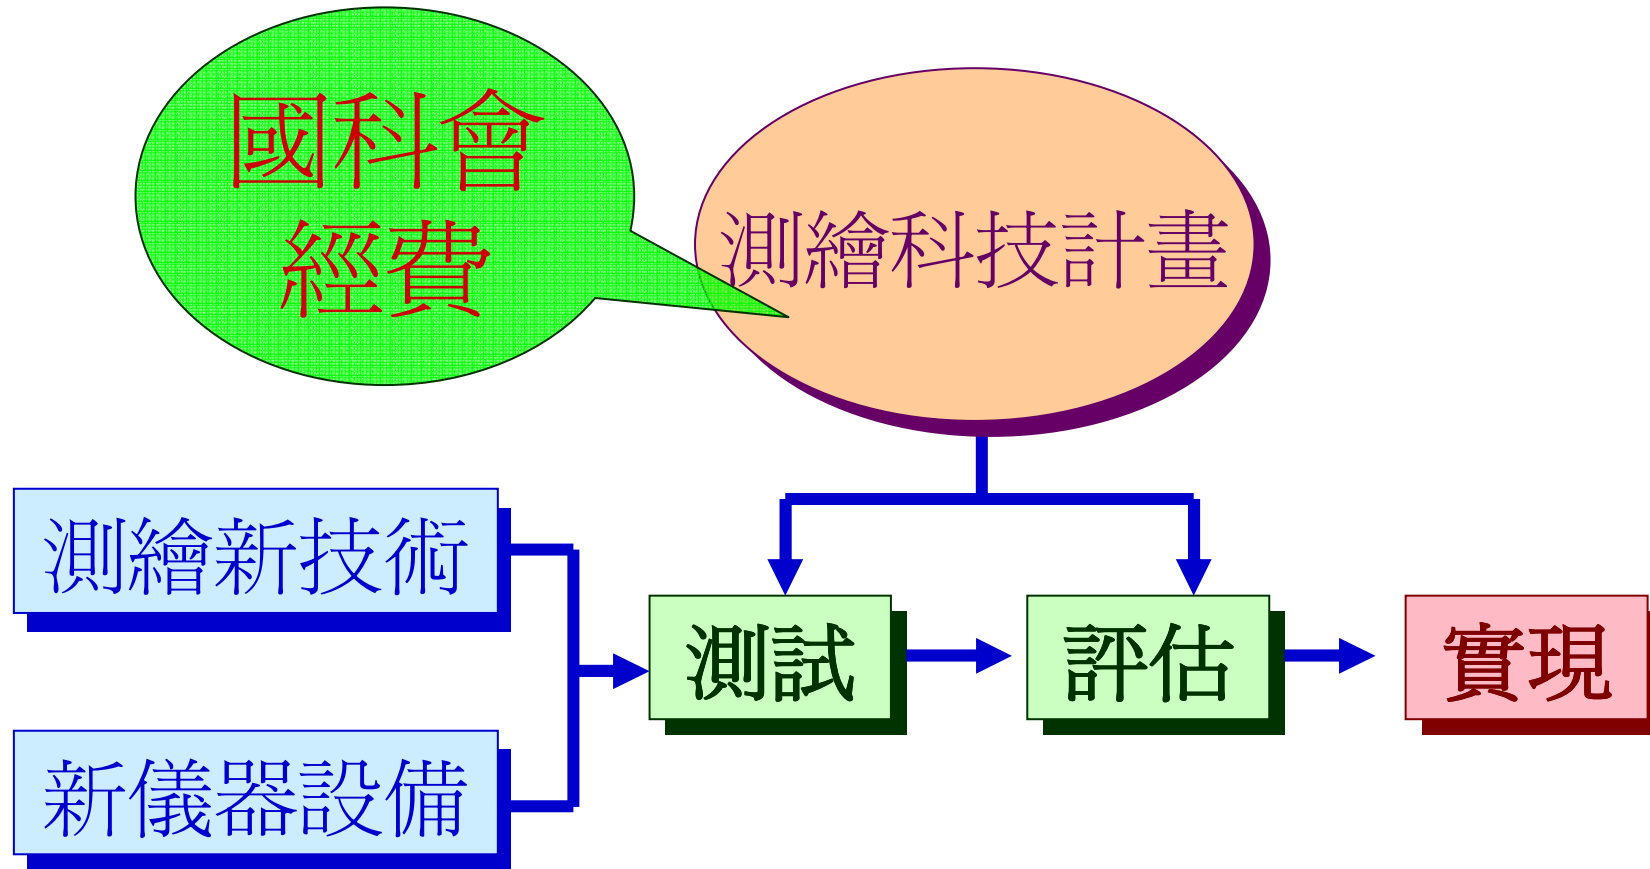 國科會
經費
測繪科技計畫
測繪新技術
測試
評估
實現
新儀器設備